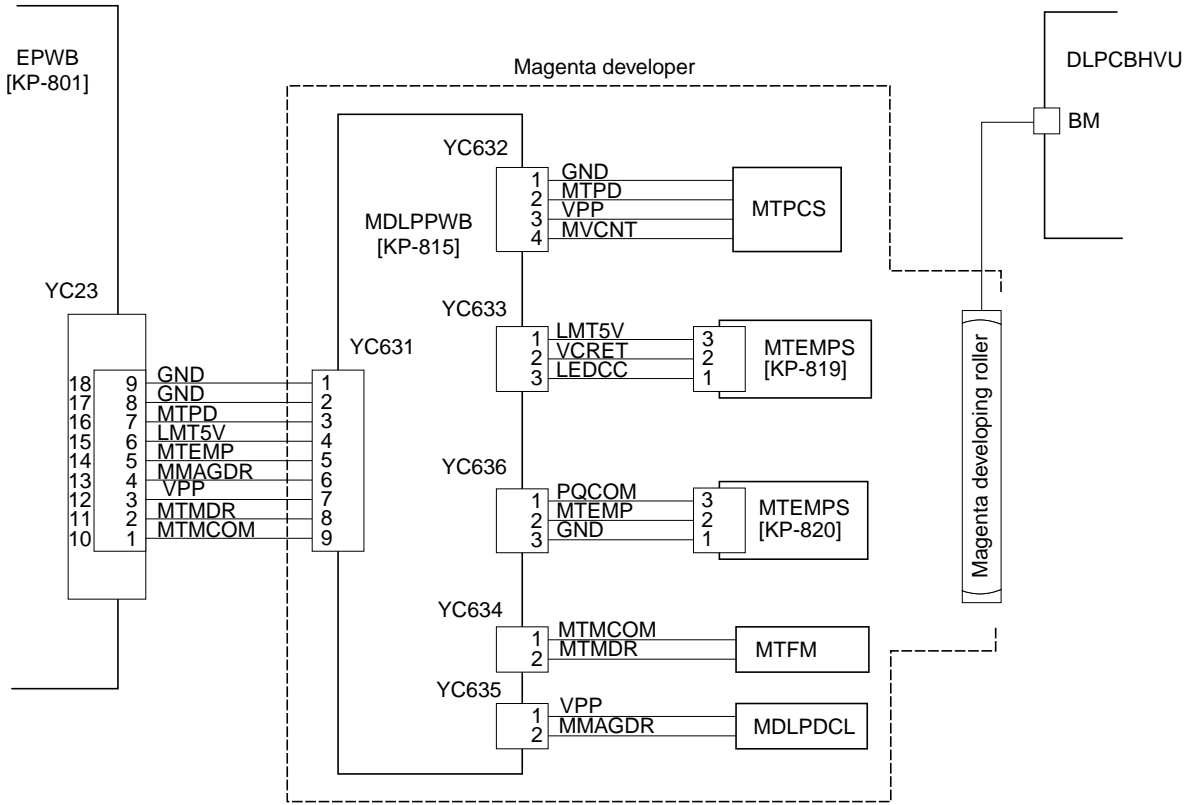 EPWB
[KP-801]
Magenta developer
DLPCBHVU
BM
YC632
1 GND
2 MTPD
3 VPP
4 MVCNT
MTPCS
MDLPPWB
[KP-815]
YC23
18 9 GND 1
17 8 GND 2
16 7 MTPD 3
15 6 LMT5V 4
14 5 MTEMP 5
13 4 MMAGDR 6
12 3 VPP 7
11 2 MTMDR 8
10 1 MTMCOM 9
YC631
YC633
1 LMT5V 3
2 VCRET 2
3 LEDCC 1
MTEMPS
[KP-819]
YC636
1 PQCOM 3
2 MTEMP 2
3 GND 1
MTEMPS
[KP-820]
YC634
1 MTMCOM
2 MTMDR
MTFM
YC635
1 VPP
2 MMAGDR
MDLPDCL
Magenta developing roller